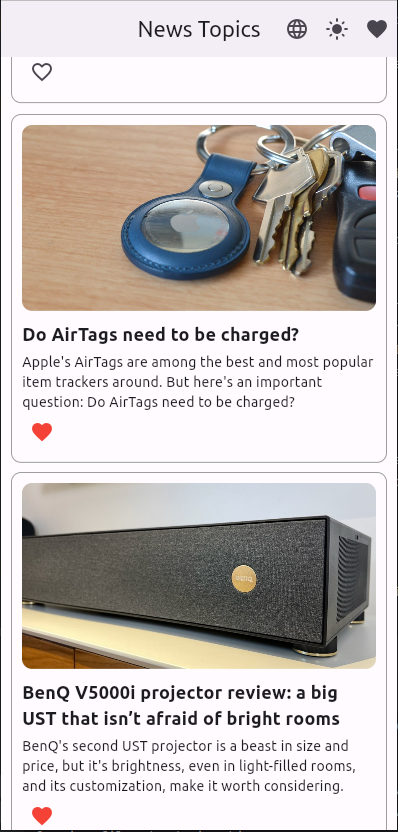 News Topics
Do AirTags need to be charged?
Apple's AirTags are among the best and most popular
item trackers around. But here's an important
question: Do AirTags need to be charged?
BenQ
BenQ V5000i projector review: a big
UST that isn’t afraid of bright rooms
BenQ's second UST projector is a beast in size and
price, but it's brightness, even in light-filled rooms,
and its customization, make it worth considering.